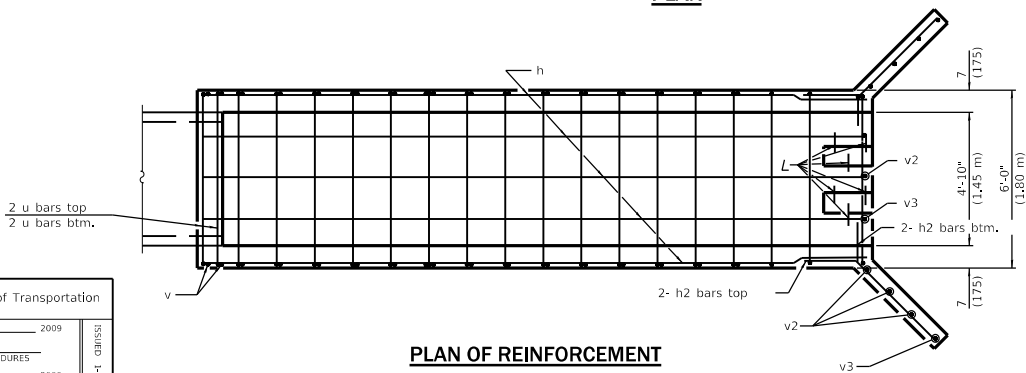 PLAN
h
7
(175)
L
v2
4'-10"
(1.45 m)
6'-0"
(1.80 m)
v3
2 u bars top
2 u bars btm.
2- h2 bars btm.
v
2- h2 bars top
7
(175)
v2
v3
PLAN OF REINFORCEMENT
of Transportation
2009
DURES
ISSUED 1-